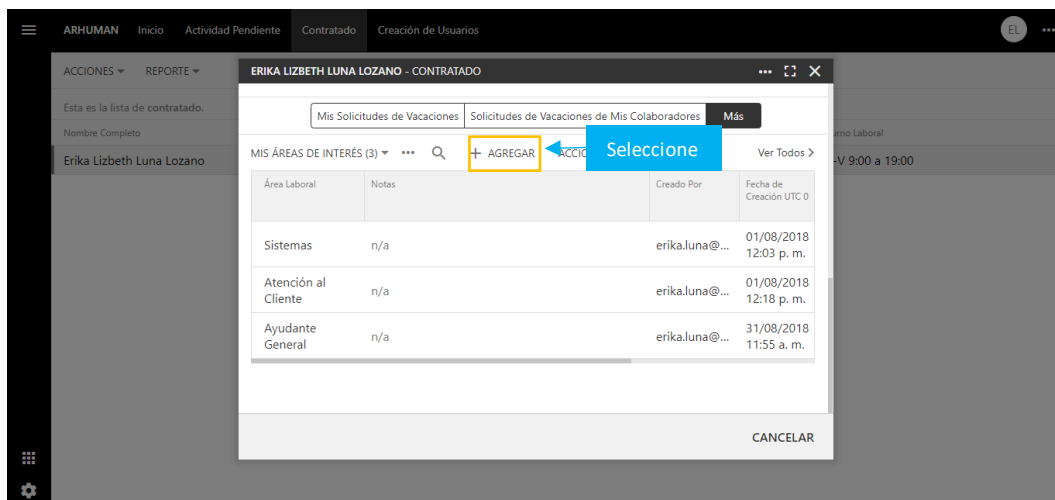 ARHUMAN Inicio Actividad Pendiente Contratado Creación de Usuarios EL
ACCIONES REPORTE
ERIKA LIZBETH LUNA LOZANO - CONTRATADO
Esta es la lista de contratado.
Mis Solicitudes de Vacaciones Solicitudes de Vacaciones de Mis Colaboradores Más
Nombre Completo
Laboral
Erika Lizbeth Luna Lozano
-V 9:00 a 19:00
MIS ÁREAS DE INTERÉS (3) + AGREGAR Seleccione Ver Todos
Área Laboral Notas Creado Por Fecha de
Creación UTC 0
Sistemas n/a erika.luna@... 01/08/2018
12:03 p. m.
Atención al
Cliente n/a erika.luna@... 01/08/2018
12:18 p. m.
Ayudante
General n/a erika.luna@... 31/08/2018
11:55 a. m.
CANCELAR